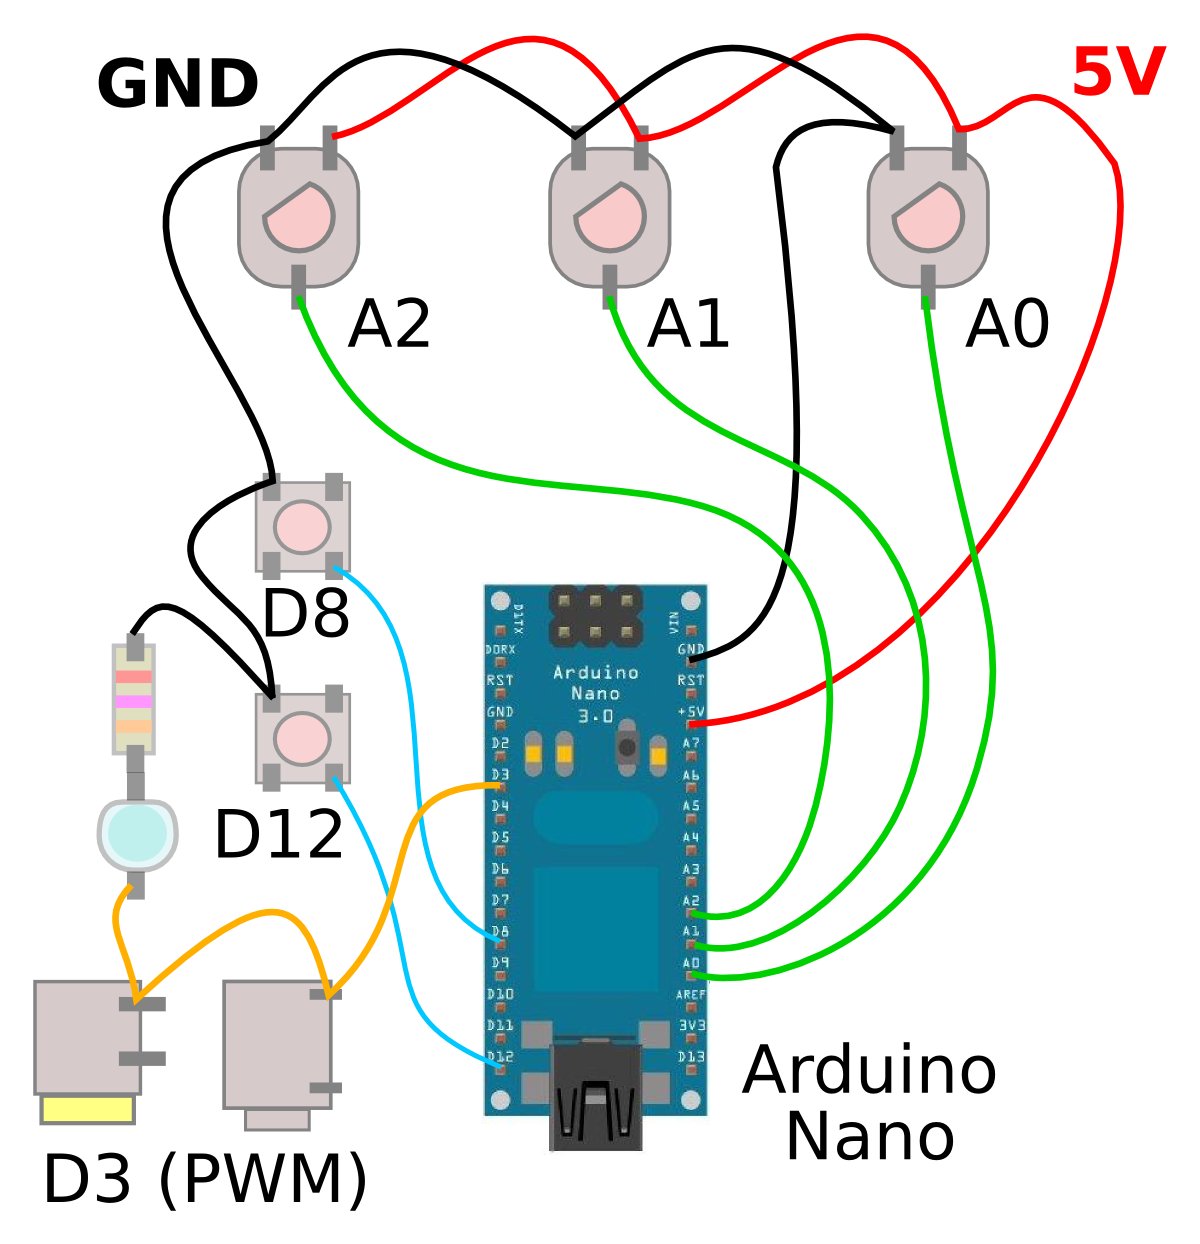 GND
5V
A2
A1
A0
D8
D12
D1TX
VIN
D0RX
GND
RST
RST
GND
+5V
D2
A7
D3
A6
D4
A5
D5
A4
D6
A3
D7
A2
D8
A1
D9
A0
D10
AREF
D11
3V3
D12
D13
Arduino
Nano
3.0
Arduino
Nano
D3 (PWM)